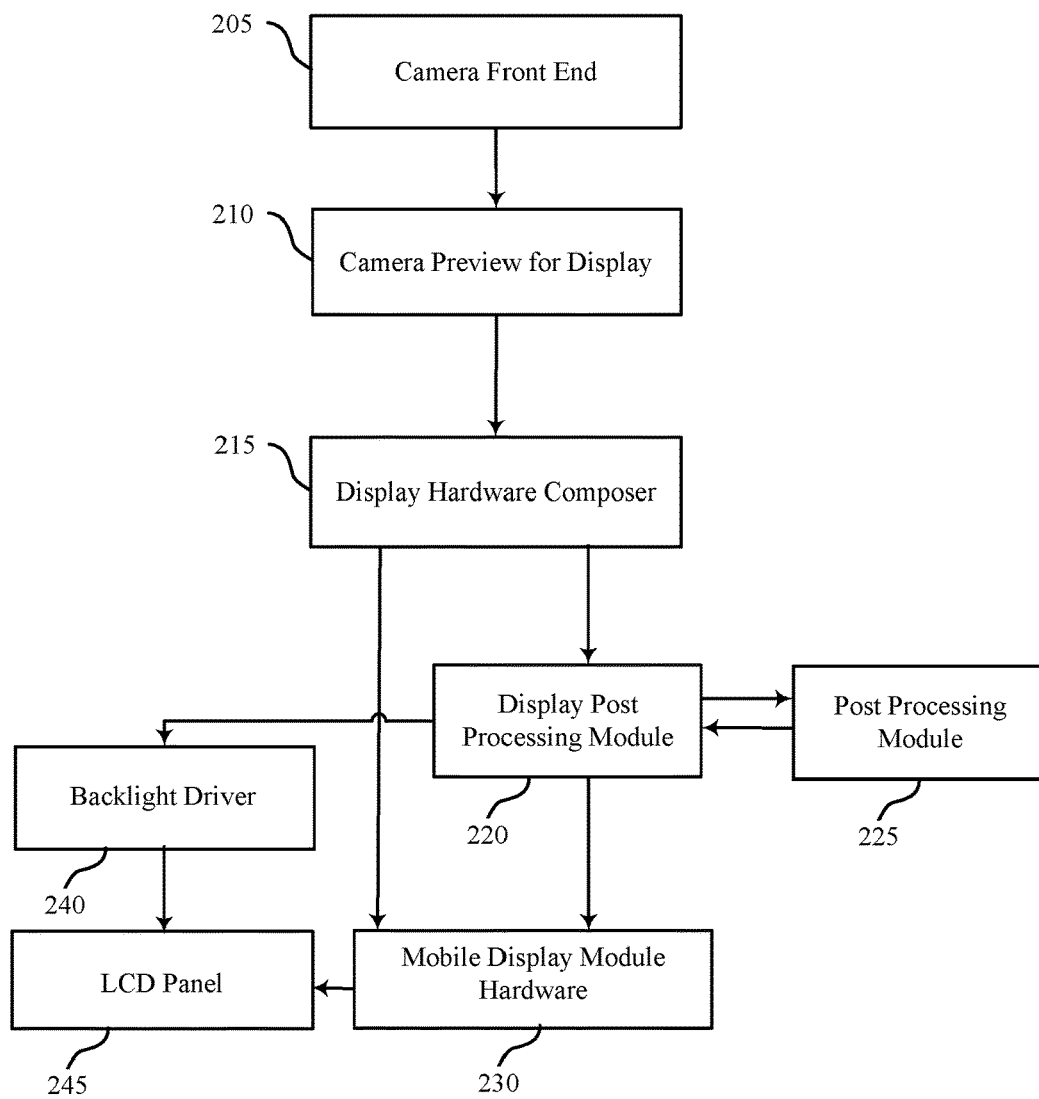 205
Camera Front End
210
Camera Preview for Display
215
Display Hardware Composer
Display Post
Processing Module
220
Post Processing
Module
225
Backlight Driver
240
LCD Panel
245
Mobile Display Module
Hardware
230